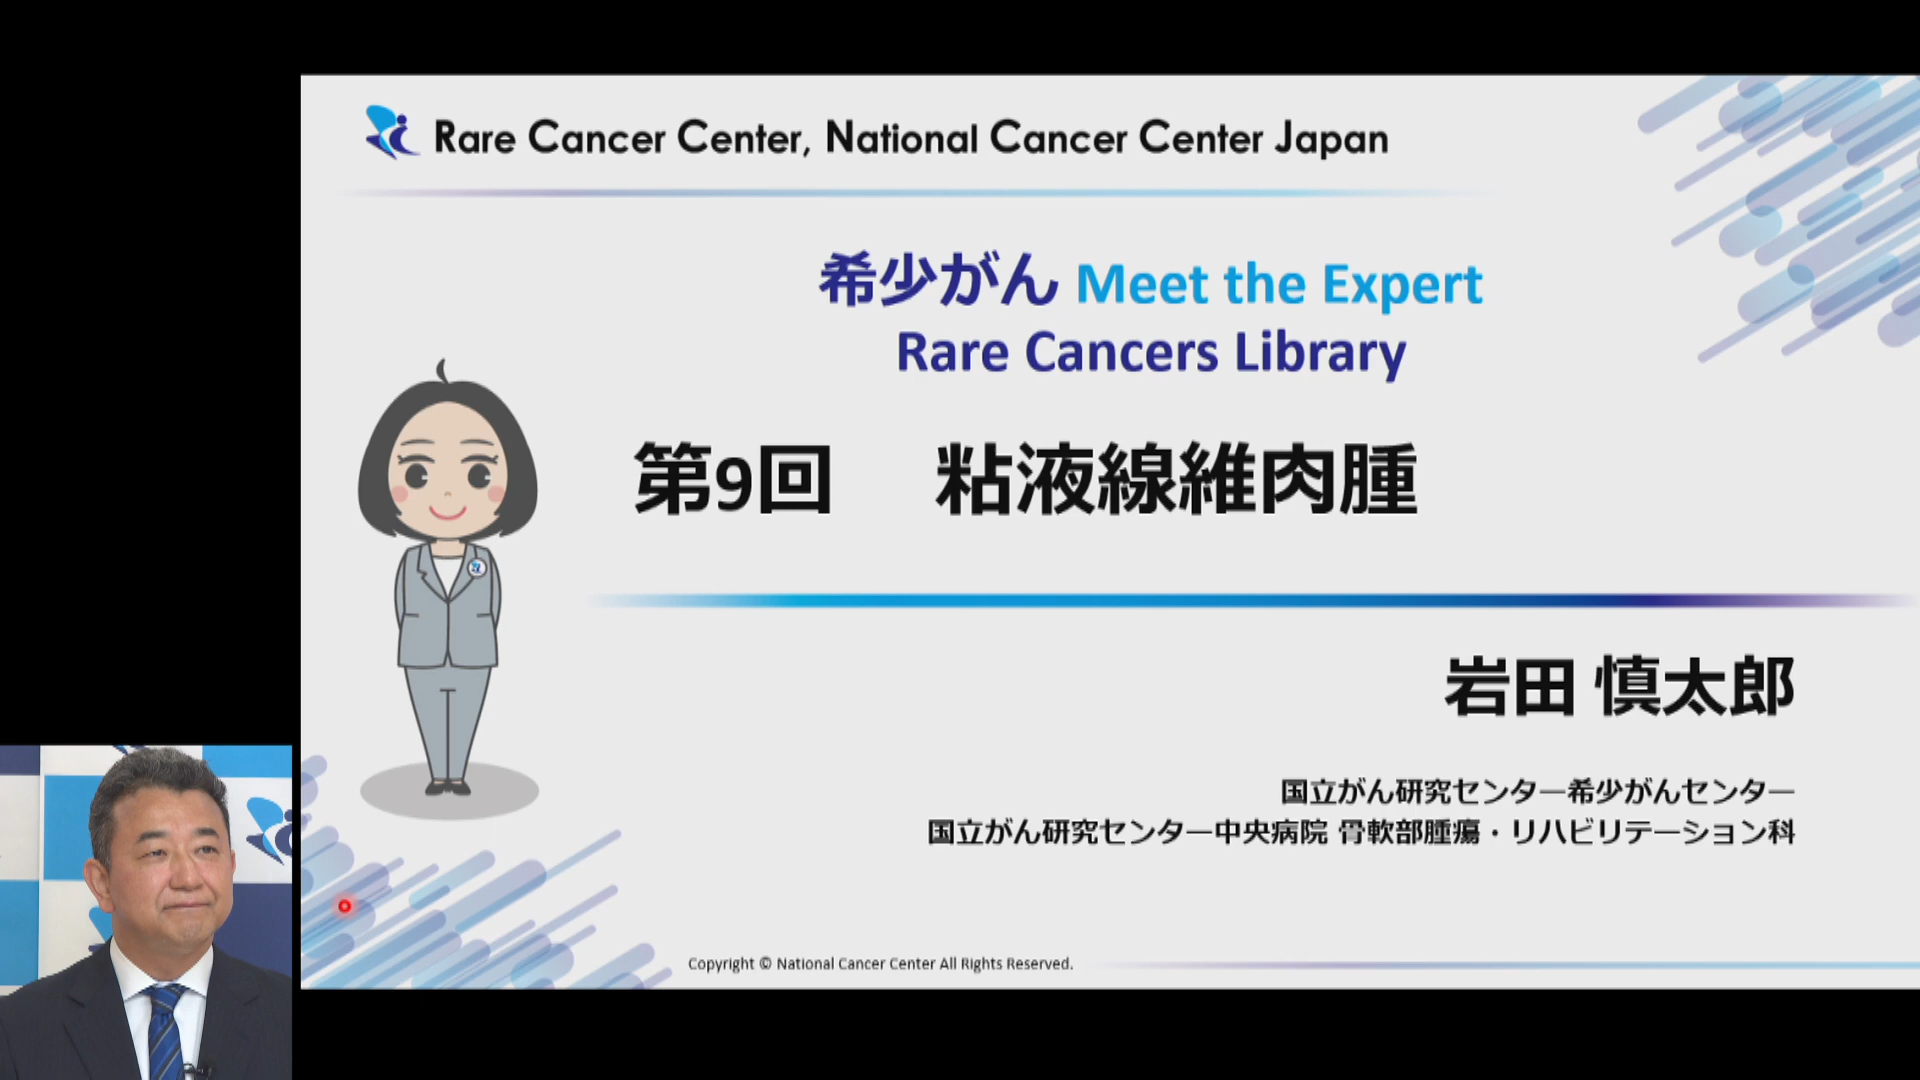 Rare Cancer Center, National Cancer Center Japan
希少がん Meet the Expert
Rare Cancers Library
第9回 粘液線維肉腫
岩田 慎太郎
国立がん研究センター希少がんセンター
国立がん研究センター中央病院 骨軟部腫瘍・リハビリテーション科
Copyright © National Cancer Center All Rights Reserved.